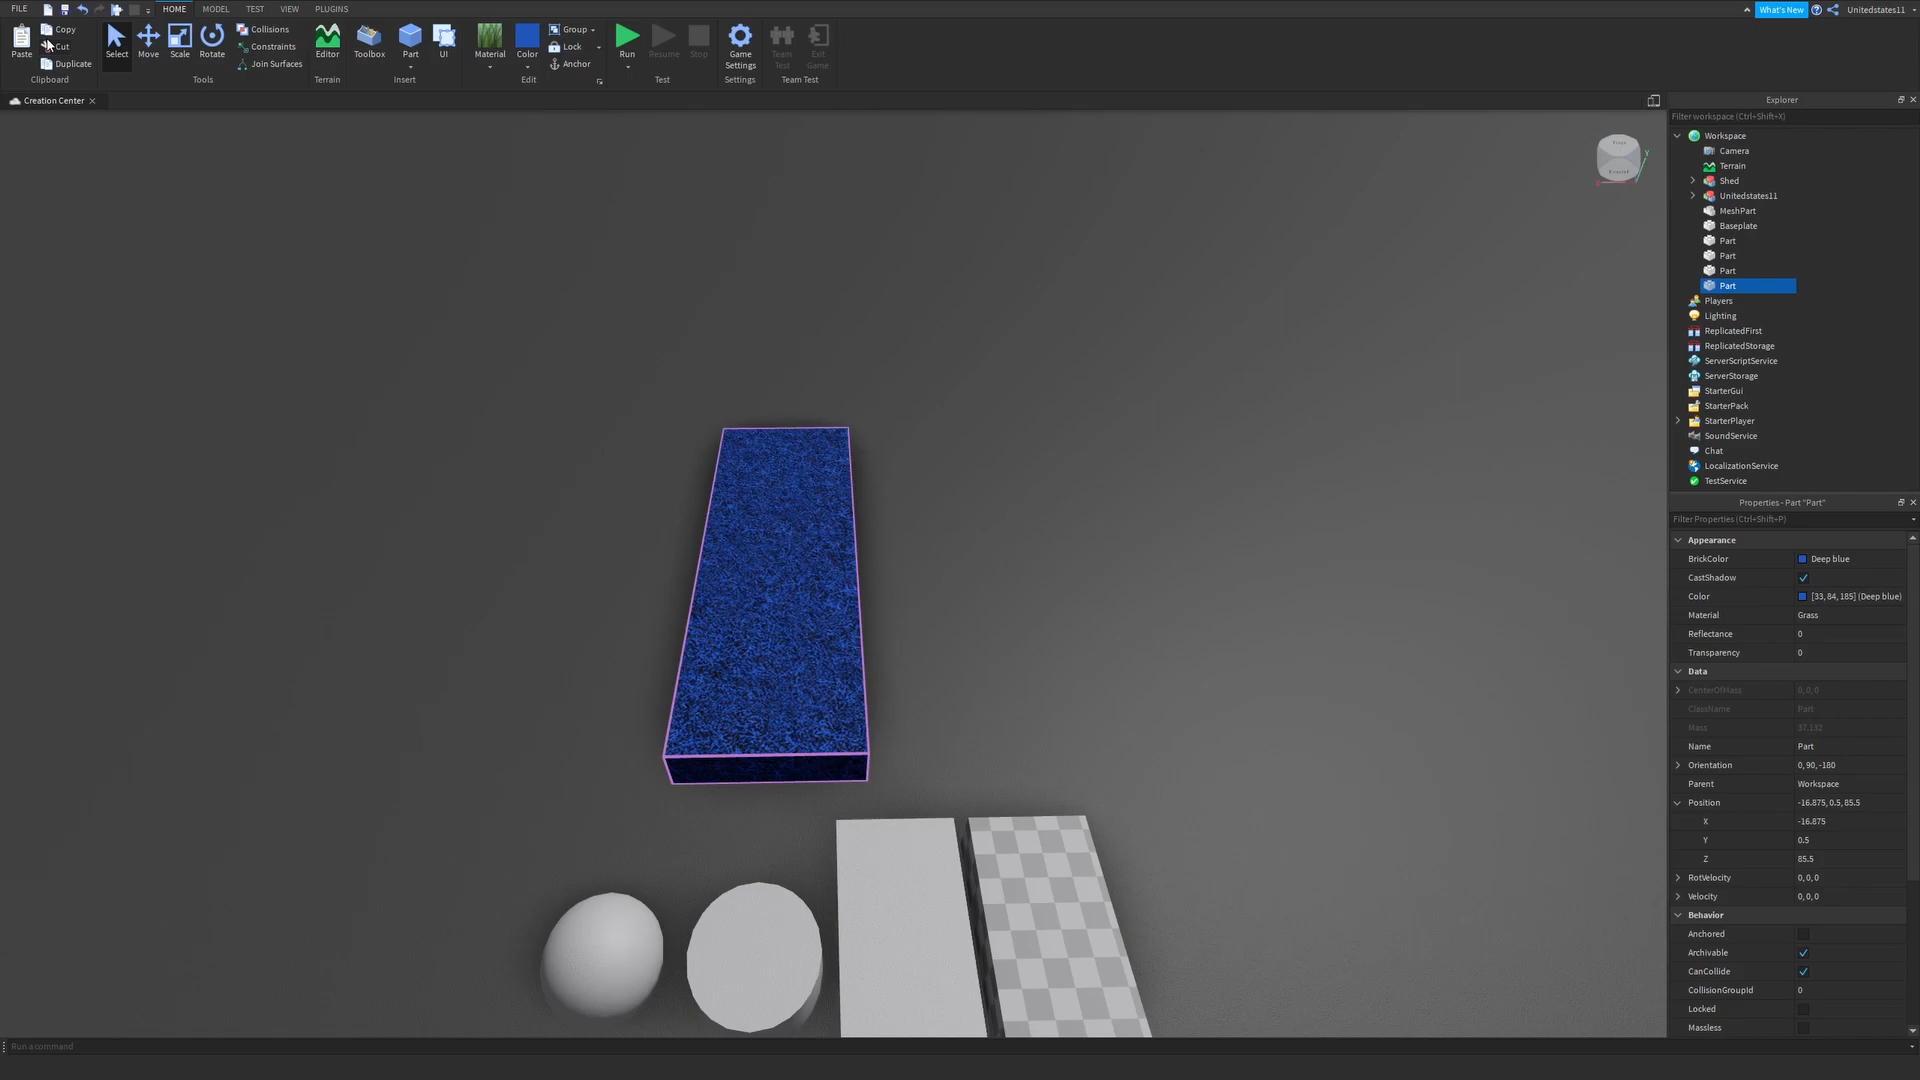 FILE HOME MODEL TEST VIEW PLUGINS What's New Unitedstates11
Paste Copy Cut Duplicate Clipboard
Select Move Scale Rotate Collisions Constraints Join Surfaces Tools
Editor Terrain
Toolbox Part UI Insert
Material Color Group Lock Anchor Edit
Run Resume Stop Test
Game Settings Settings
Team Test Exit Game Team Test
Creation Center
Explorer
Filter workspace (Ctrl+Shift+X)
Workspace
Camera
Terrain
Shed
Unitedstates11
MeshPart
Baseplate
Part
Part
Part
Part
Players
Lighting
ReplicatedFirst
ReplicatedStorage
ServerScriptService
ServerStorage
StarterGui
StarterPack
StarterPlayer
SoundService
Chat
LocalizationService
TestService
Properties - Part "Part"
Filter Properties (Ctrl+Shift+P)
Appearance
BrickColor Deep blue
CastShadow
Color [33, 84, 185] (Deep blue)
Material Grass
Reflectance 0
Transparency 0
Data
CenterOfMass 0, 0, 0
ClassName Part
Mass 37.132
Name Part
Orientation 0, 90, -180
Parent Workspace
Position -16.875, 0.5, 85.5
X -16.875
Y 0.5
Z 85.5
RotVelocity 0, 0, 0
Velocity 0, 0, 0
Behavior
Anchored
Archivable
CanCollide
CollisionGroupId 0
Locked
Massless
Run a command